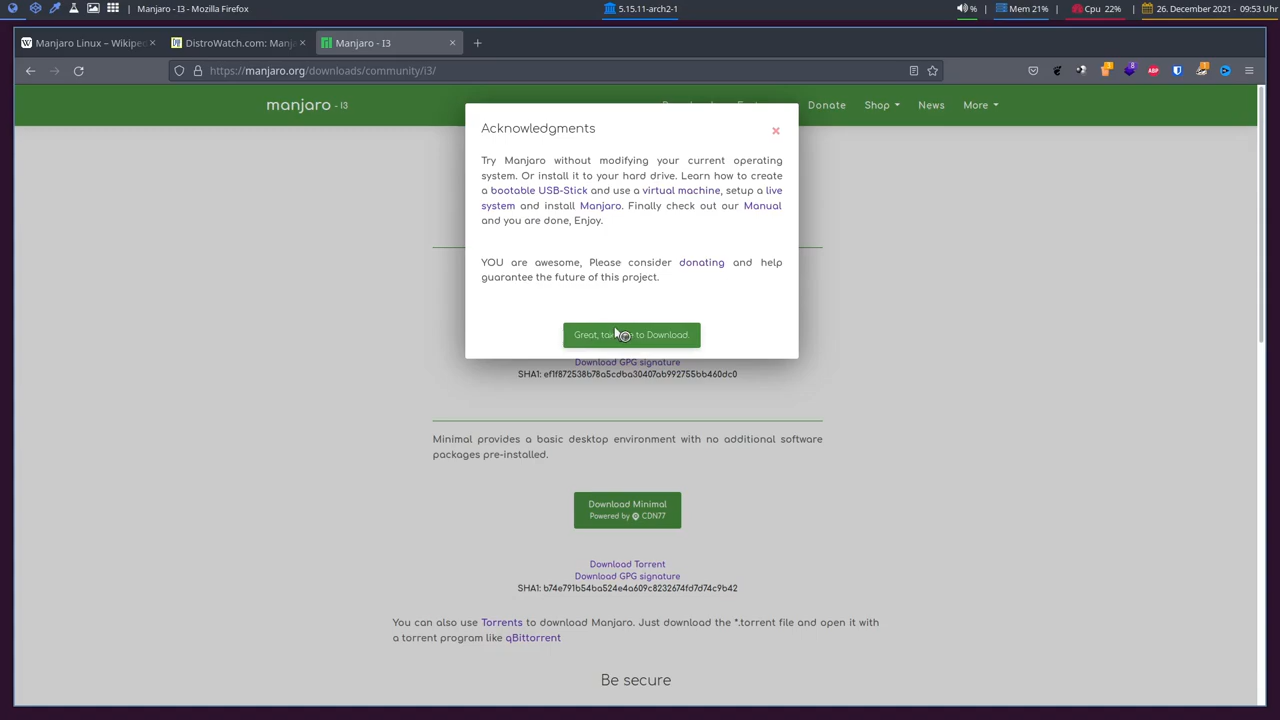 Manjaro - I3 - Mozilla Firefox
5.15.11-arch2-1
%
Mem 21%
Cpu 22%
26. December 2021 - 09:53 Uhr
Manjaro Linux – Wikipe
DistroWatch.com: Manj
Manjaro - I3
https://manjaro.org/downloads/community/i3/
manjaro - I3
Donate
Shop
News
More
Acknowledgments
Try Manjaro without modifying your current operating
system. Or install it to your hard drive. Learn how to create
a bootable USB-Stick and use a virtual machine, setup a live
system and install Manjaro. Finally check out our Manual
and you are done, Enjoy.
YOU are awesome, Please consider donating and help
guarantee the future of this project.
Great, to Download.
Download GPG signature
SHA1: ef1f872538b78a5cdba30407ab992755bb460dc0
Minimal provides a basic desktop environment with no additional software
packages pre-installed.
Download Minimal
Powered by CDN77
Download Torrent
Download GPG signature
SHA1: b74e791b54ba524e4a609c8232674fd7d74c9b42
You can also use Torrents to download Manjaro. Just download the *.torrent file and open it with
a torrent program like qBittorrent
Be secure